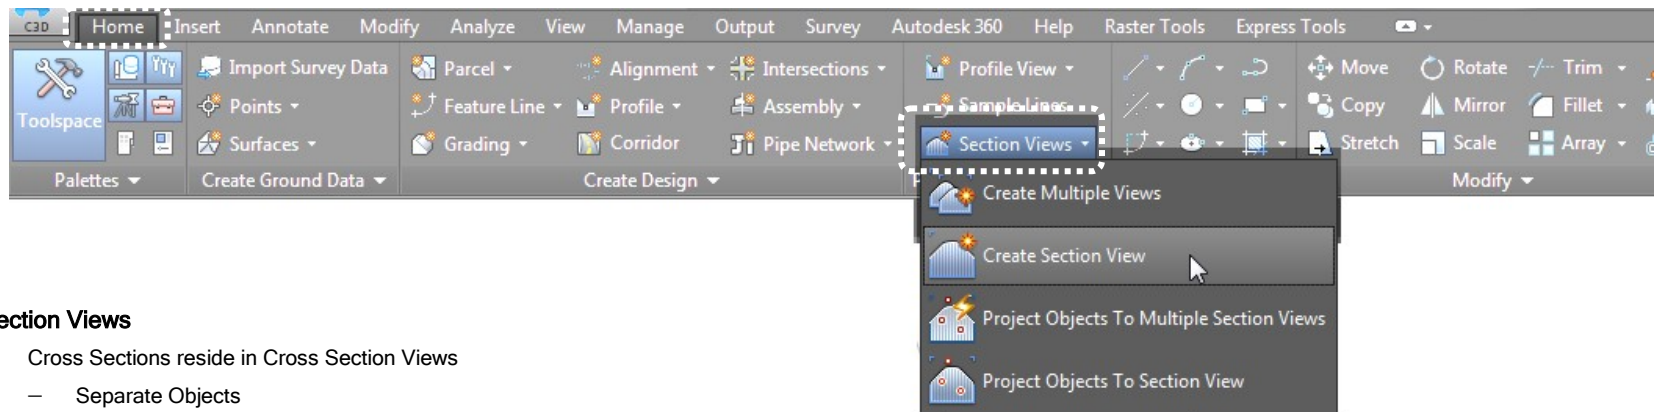 C3D Home Insert Annotate Modify Analyze View Manage Output Survey Autodesk 360 Help Raster Tools Express Tools
Import Survey Data Parcel Alignment Intersections Profile View Move Rotate Trim
Toolspace Points Feature Line Profile Assembly Sample Lines Copy Mirror Fillet
Surfaces Grading Corridor Pipe Network Section Views Stretch Scale Array
Palettes Create Ground Data Create Design Modify
Create Multiple Views
Create Section View
Project Objects To Multiple Section Views
Project Objects To Section View
ection Views
Cross Sections reside in Cross Section Views
– Separate Objects